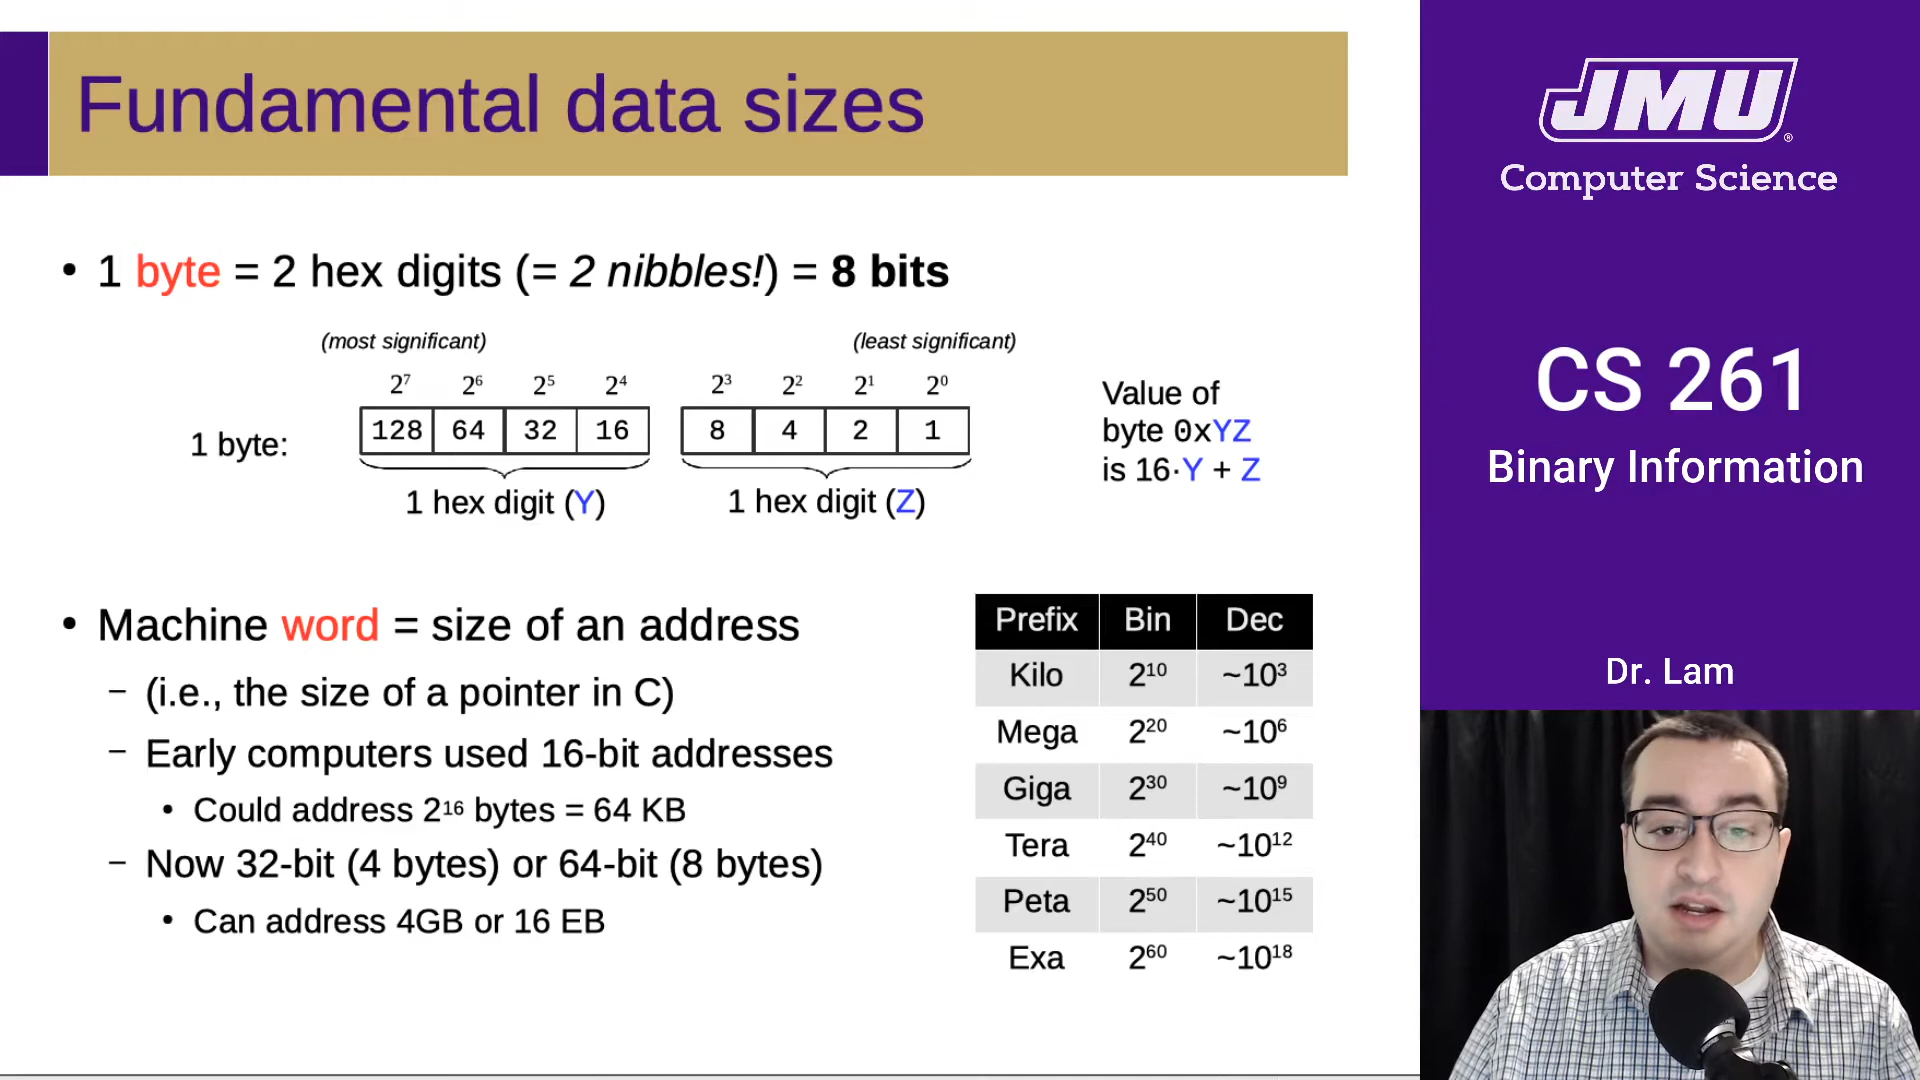 Fundamental data sizes
• 1 byte = 2 hex digits (= 2 nibbles!) = 8 bits
(most significant) (least significant)
2⁷ 2⁶ 2⁵ 2⁴ 2³ 2² 2¹ 2⁰
1 byte: 128 64 32 16 8 4 2 1
1 hex digit (Y) 1 hex digit (Z)
Value of
byte 0xYZ
is 16·Y + Z
• Machine word = size of an address
– (i.e., the size of a pointer in C)
– Early computers used 16-bit addresses
• Could address 2¹⁶ bytes = 64 KB
– Now 32-bit (4 bytes) or 64-bit (8 bytes)
• Can address 4GB or 16 EB
Prefix Bin Dec
Kilo 2¹⁰ ~10³
Mega 2²⁰ ~10⁶
Giga 2³⁰ ~10⁹
Tera 2⁴⁰ ~10¹²
Peta 2⁵⁰ ~10¹⁵
Exa 2⁶⁰ ~10¹⁸
JMU®
Computer Science
CS 261
Binary Information
Dr. Lam